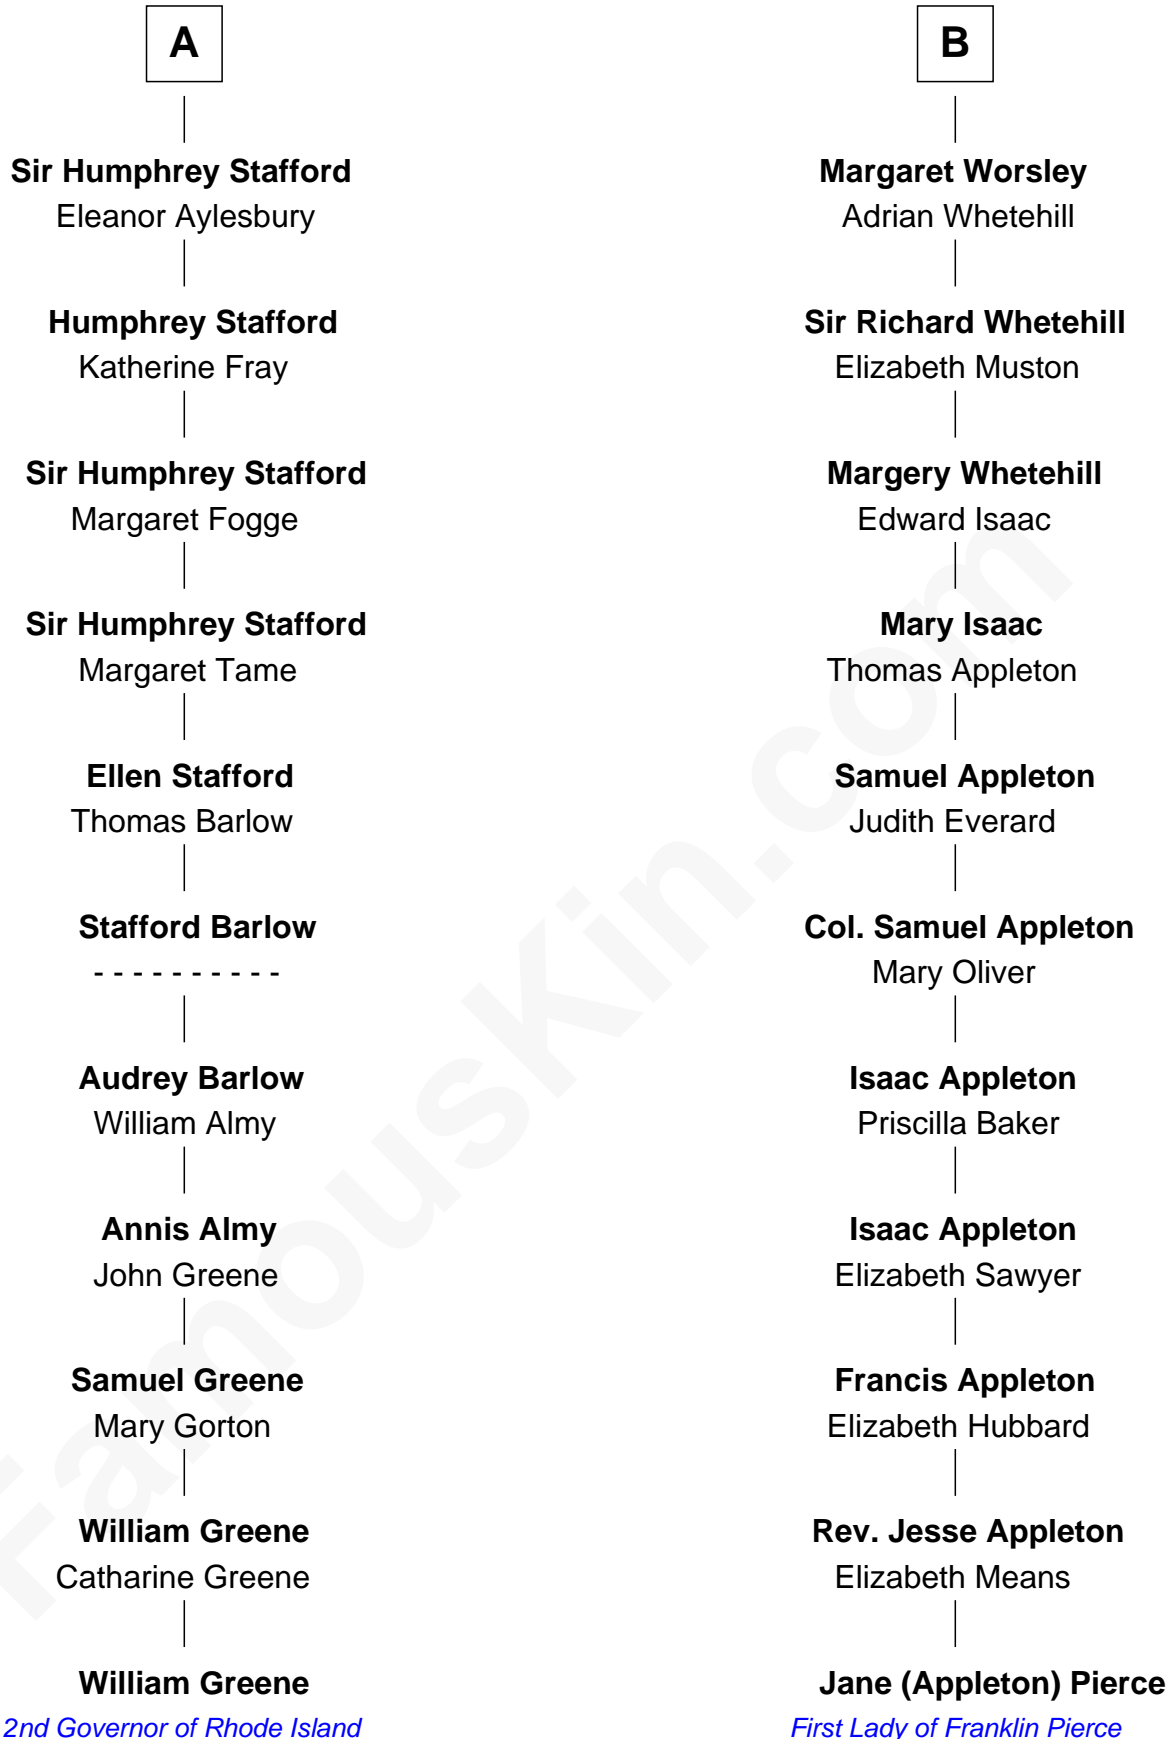 A
Sir Humphrey Stafford
Eleanor Aylesbury
Humphrey Stafford
Katherine Fray
Sir Humphrey Stafford
Margaret Fogge
Sir Humphrey Stafford
Margaret Tame
Ellen Stafford
Thomas Barlow
Stafford Barlow
- - - - - - - - - -
Audrey Barlow
William Almy
Annis Almy
John Greene
Samuel Greene
Mary Gorton
William Greene
Catharine Greene
William Greene
2nd Governor of Rhode Island
B
Margaret Worsley
Adrian Whetehill
Sir Richard Whetehill
Elizabeth Muston
Margery Whetehill
Edward Isaac
Mary Isaac
Thomas Appleton
Samuel Appleton
Judith Everard
Col. Samuel Appleton
Mary Oliver
Isaac Appleton
Priscilla Baker
Isaac Appleton
Elizabeth Sawyer
Francis Appleton
Elizabeth Hubbard
Rev. Jesse Appleton
Elizabeth Means
Jane (Appleton) Pierce
First Lady of Franklin Pierce
FamousKin.com